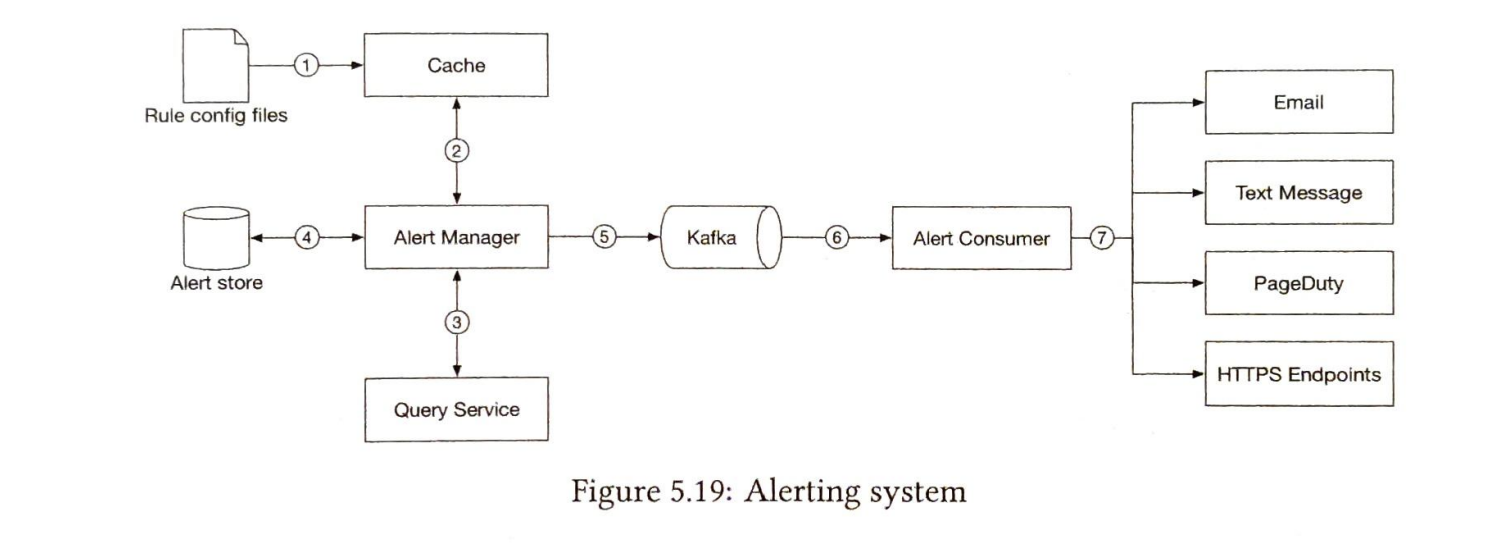 1
Cache
Rule config files
2
Email
Text Message
4
Alert Manager
5
Kafka
6
Alert Consumer
7
Alert store
PageDuty
3
HTTPS Endpoints
Query Service
Figure 5.19: Alerting system